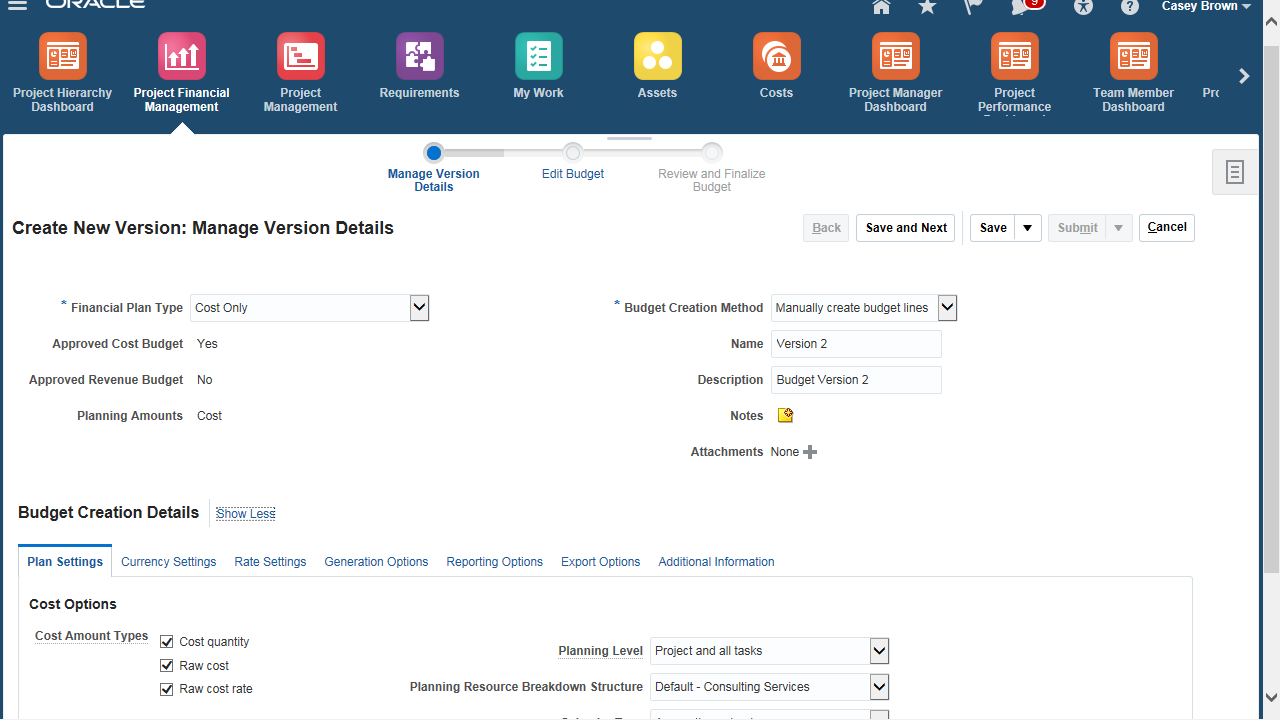 ORACLE
9
Casey Brown
Project Hierarchy Dashboard
Project Financial Management
Project Management
Requirements
My Work
Assets
Costs
Project Manager Dashboard
Project Performance
Team Member Dashboard
Manage Version Details
Edit Budget
Review and Finalize Budget
Create New Version: Manage Version Details
Back
Save and Next
Save
Submit
Cancel
* Financial Plan Type Cost Only
* Budget Creation Method Manually create budget lines
Approved Cost Budget Yes
Name Version 2
Approved Revenue Budget No
Description Budget Version 2
Planning Amounts Cost
Notes
Attachments None
Budget Creation Details Show Less
Plan Settings Currency Settings Rate Settings Generation Options Reporting Options Export Options Additional Information
Cost Options
Cost Amount Types Cost quantity
Raw cost
Raw cost rate
Planning Level Project and all tasks
Planning Resource Breakdown Structure Default - Consulting Services